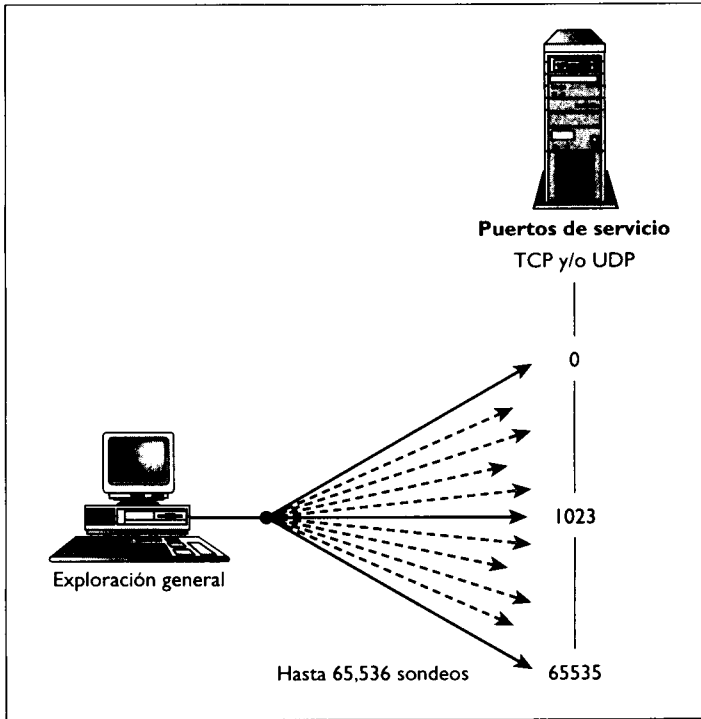 Puertos de servicio
TCP y/o UDP
0
1023
Exploración general
Hasta 65,536 sondeos
65535